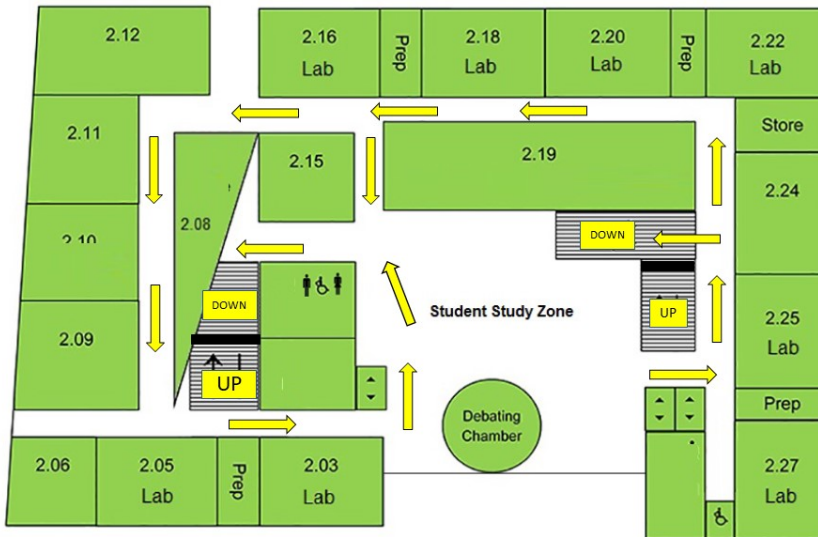 2.12
2.16
Lab
Prep
2.18
Lab
2.20
Lab
Prep
2.22
Lab
2.11
2.15
2.19
Store
2.08
2.24
2.10
DOWN
DOWN
Student Study Zone
UP
2.09
2.25
Lab
UP
Debating
Chamber
Prep
2.06
2.05
Lab
Prep
2.03
Lab
2.27
Lab